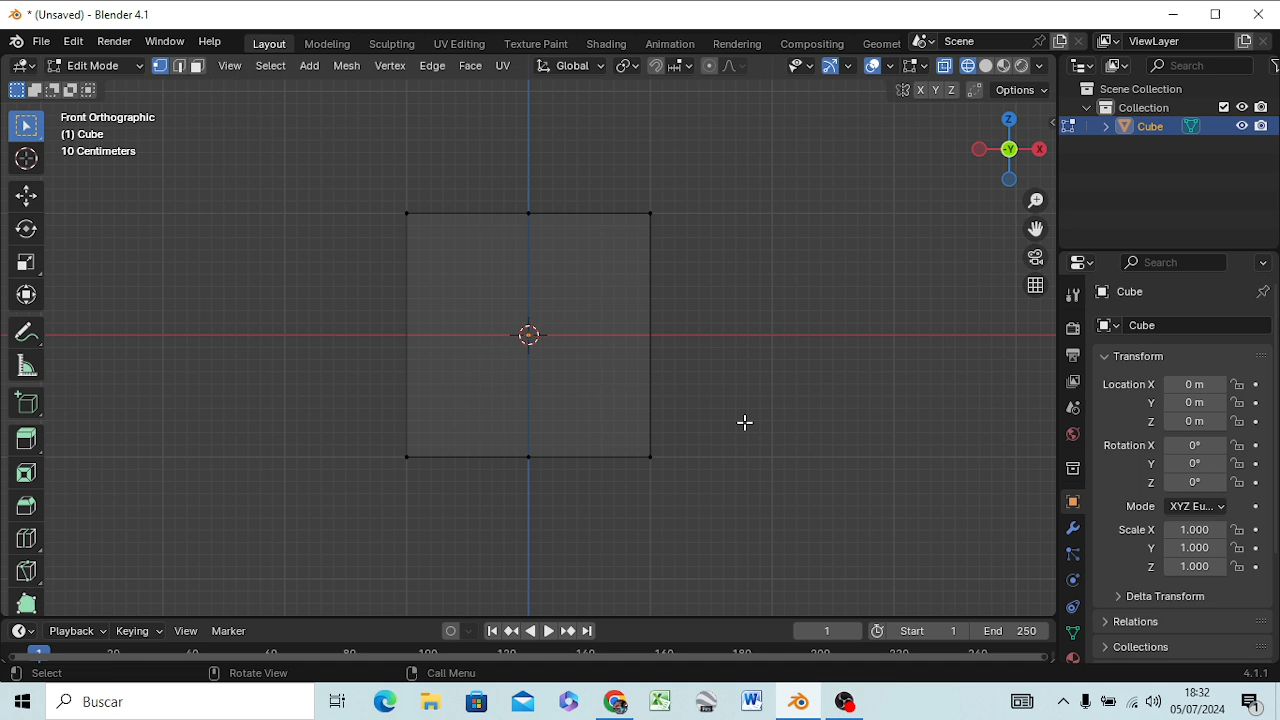 * (Unsaved) - Blender 4.1
File Edit Render Window Help Layout Modeling Sculpting UV Editing Texture Paint Shading Animation Rendering Compositing Geomet Scene ViewLayer
Edit Mode View Select Add Mesh Vertex Edge Face UV Global Search
X Y Z Options
Scene Collection
Collection
Cube
Front Orthographic
(1) Cube
10 Centimeters
Z
-Y X
Search
Cube
Cube
Transform
Location X 0 m
Y 0 m
Z 0 m
Rotation X 0°
Y 0°
Z 0°
Mode XYZ Eu...
Scale X 1.000
Y 1.000
Z 1.000
Delta Transform
Relations
Collections
Playback Keying View Marker 1 Start 1 End 250
1
Select Rotate View Call Menu 4.1.1
Buscar
05/07/2024